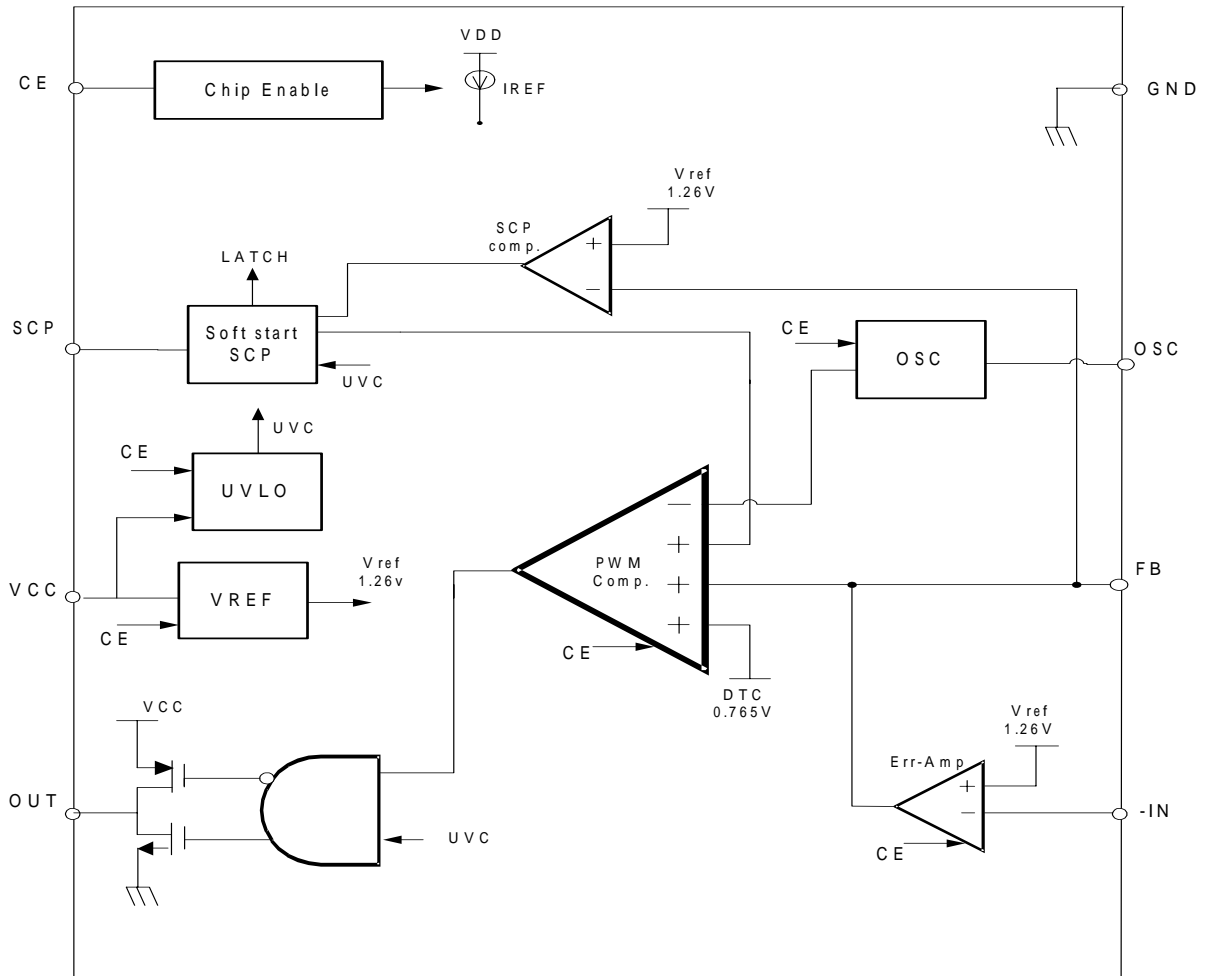 VDD
CE
Chip Enable
IREF
GND
Vref
1.26V
SCP
comp.
+
−
LATCH
SCP
Soft start
SCP
UVC
CE
OSC
OSC
UVC
CE
UVLO
−
+
PWM
Comp.
+
+
CE
DTC
0.765V
Vref
1.26v
VCC
VREF
CE
FB
VCC
OUT
UVC
Vref
1.26V
Err-Amp
+
−
-IN
CE